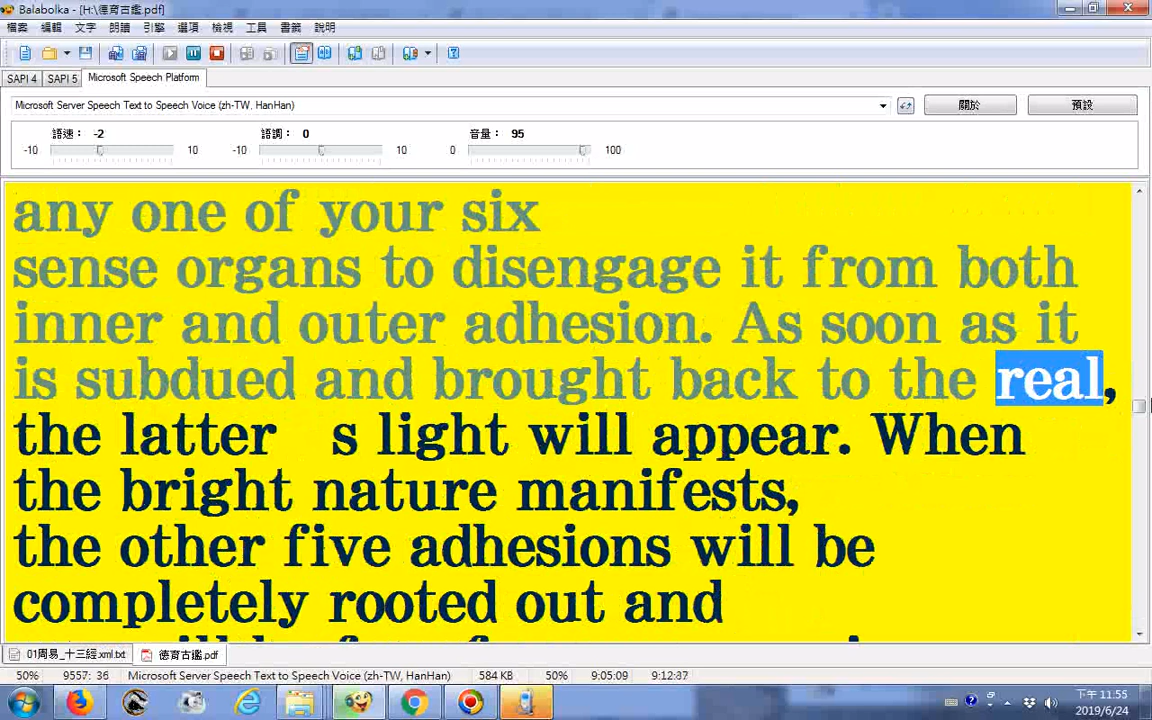 Balabolka - [H:\德育古鑑.pdf]
檔案 編輯 文字 朗讀 引擎 選項 檢視 工具 書籤 說明
SAPI 4 SAPI 5 Microsoft Speech Platform
Microsoft Server Speech Text to Speech Voice (zh-TW, HanHan) 關於 預設
語速： -2 語調： 0 音量： 95
-10 10 -10 10 0 100
any one of your six
sense organs to disengage it from both
inner and outer adhesion. As soon as it
is subdued and brought back to the real,
the latter s light will appear. When
the bright nature manifests,
the other five adhesions will be
completely rooted out and
01周易_十三經.xml.txt 德育古鑑.pdf
50% 9557: 36 Microsoft Server Speech Text to Speech Voice (zh-TW, HanHan) 584 KB 50% 9:05:09 9:12:37
下午 11:55
2019/6/24